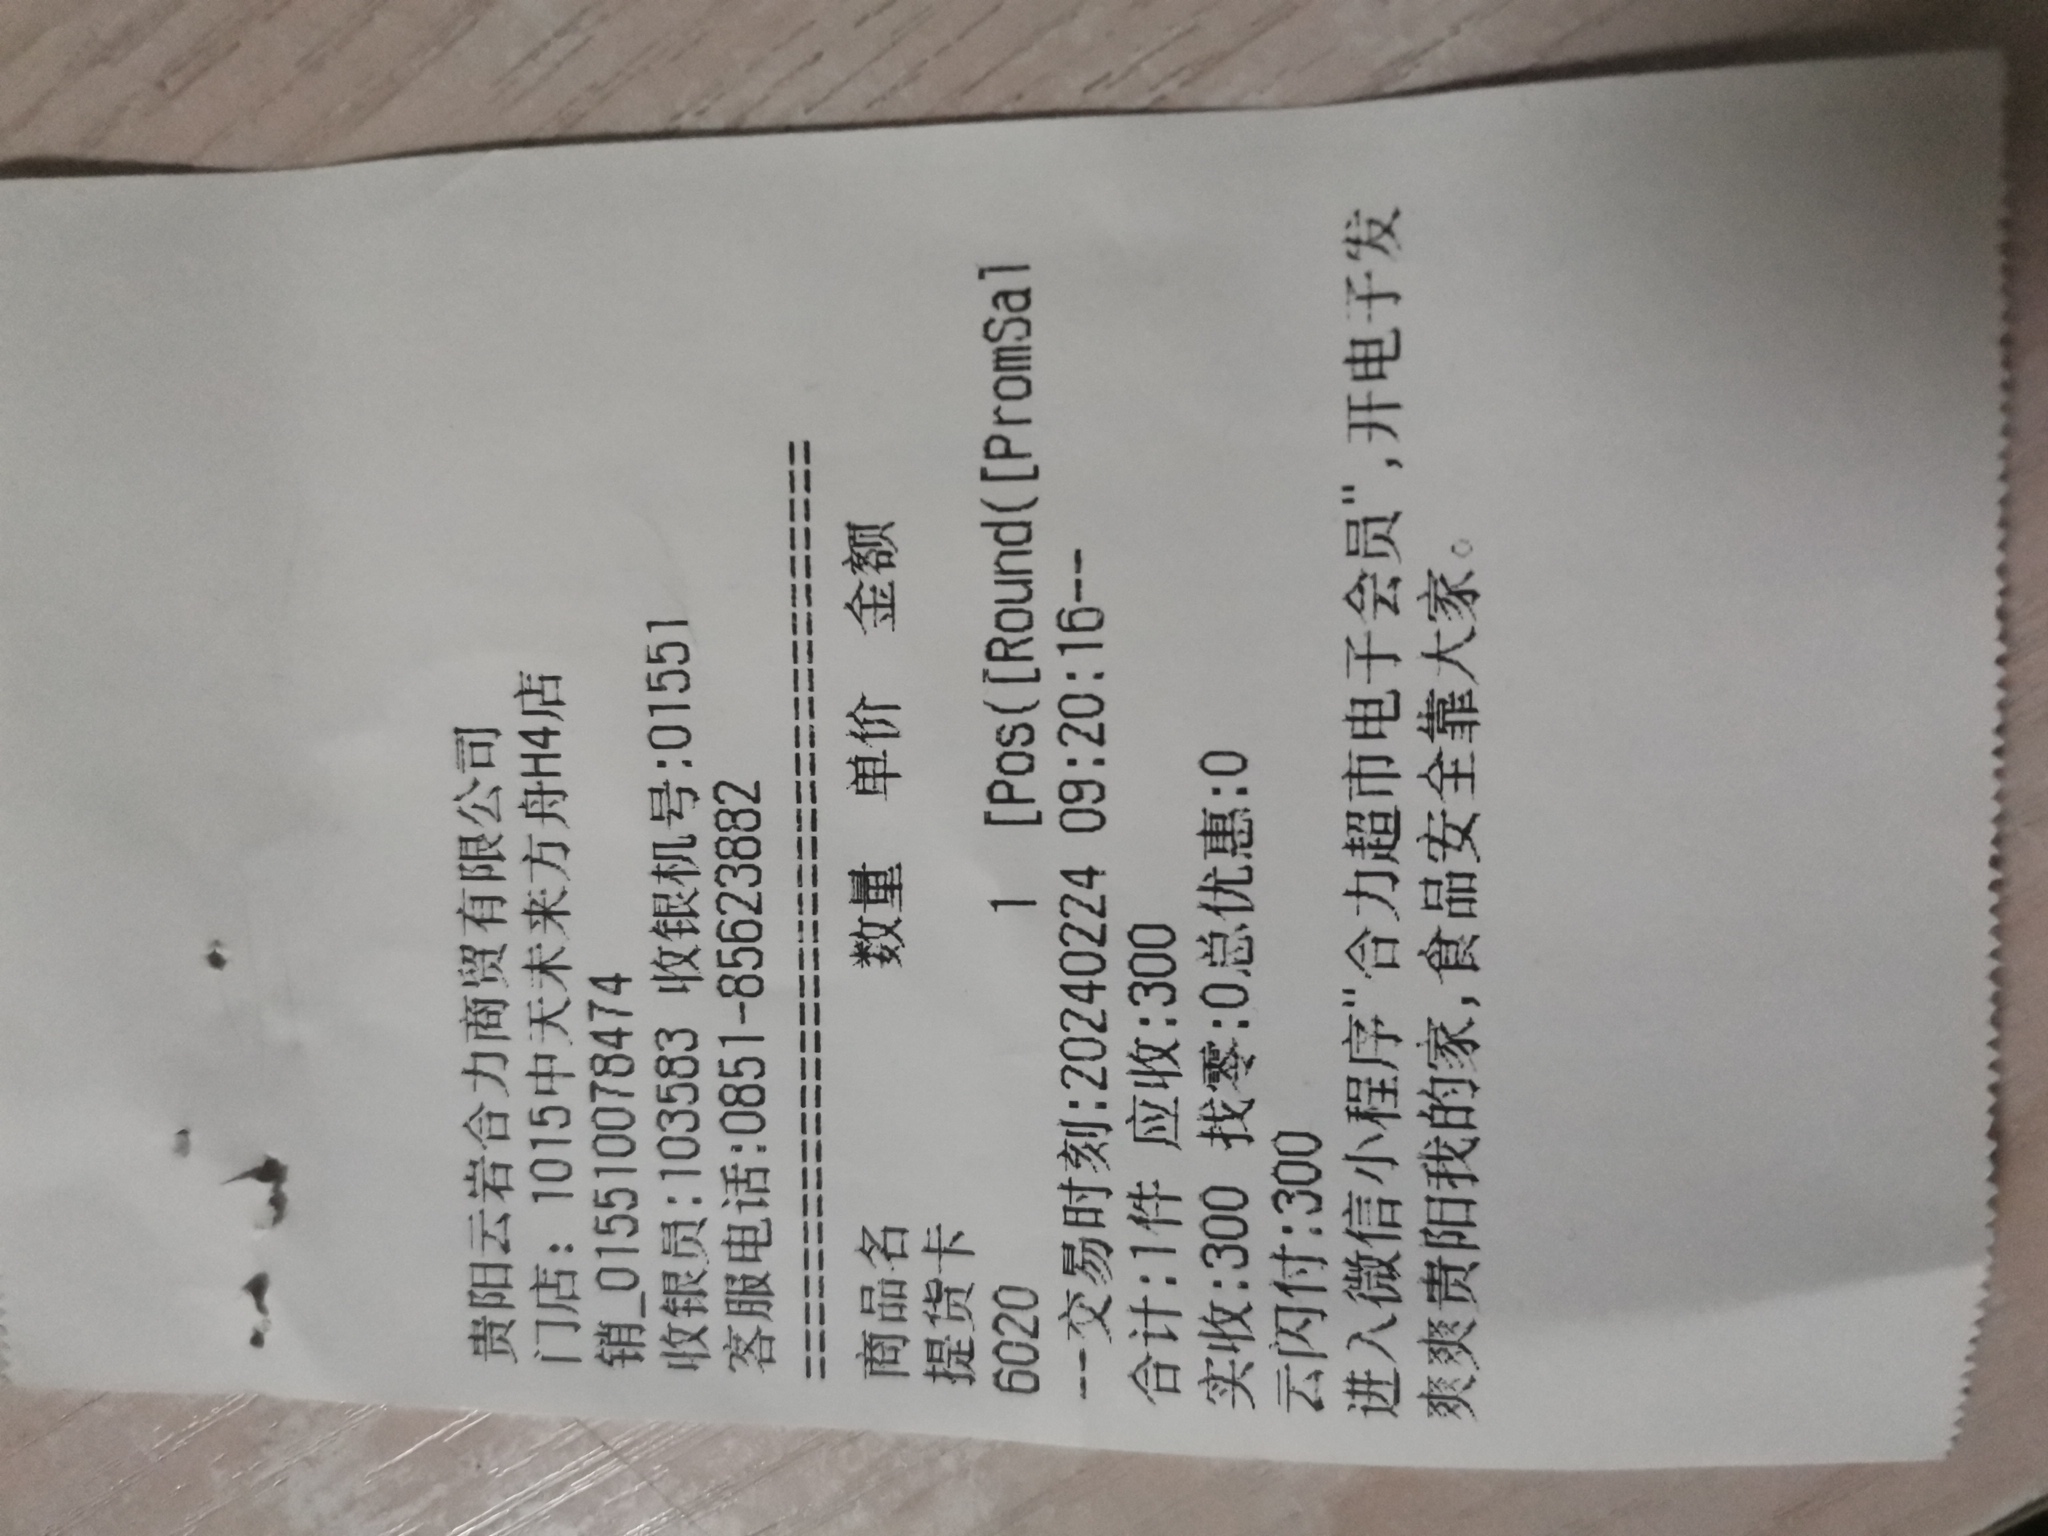 贵阳云岩合力商贸有限公司
门店: 1015中天未来方舟H4店
销_0155100078474
收银员:103583 收银机号:01551
客服电话:0851-85623882
商品名 数量 单价 金额
提货卡
6020 1 [Pos([Round([PromSal
--交易时刻:20240224 09:20:16--
合计:1件 应收:300
实收:300 找零:0总优惠:0
云闪付:300
进入微信小程序"合力超市电子会员",开电子发
爽爽贵阳我的家,食品安全靠大家。